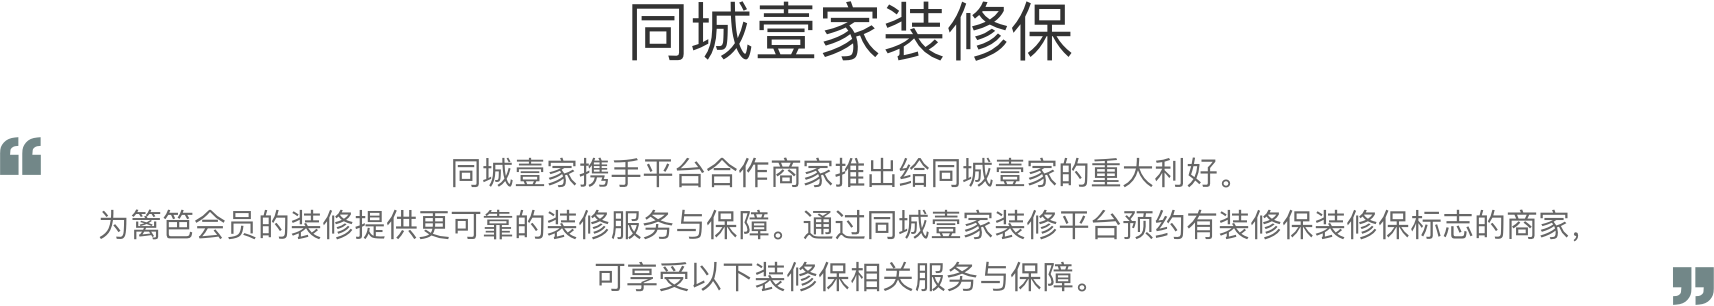 同城壹家装修保
“
同城壹家携手平台合作商家推出给同城壹家的重大利好。
为篱笆会员的装修提供更可靠的装修服务与保障。通过同城壹家装修平台预约有装修保装修保标志的商家，
可享受以下装修保相关服务与保障。
”